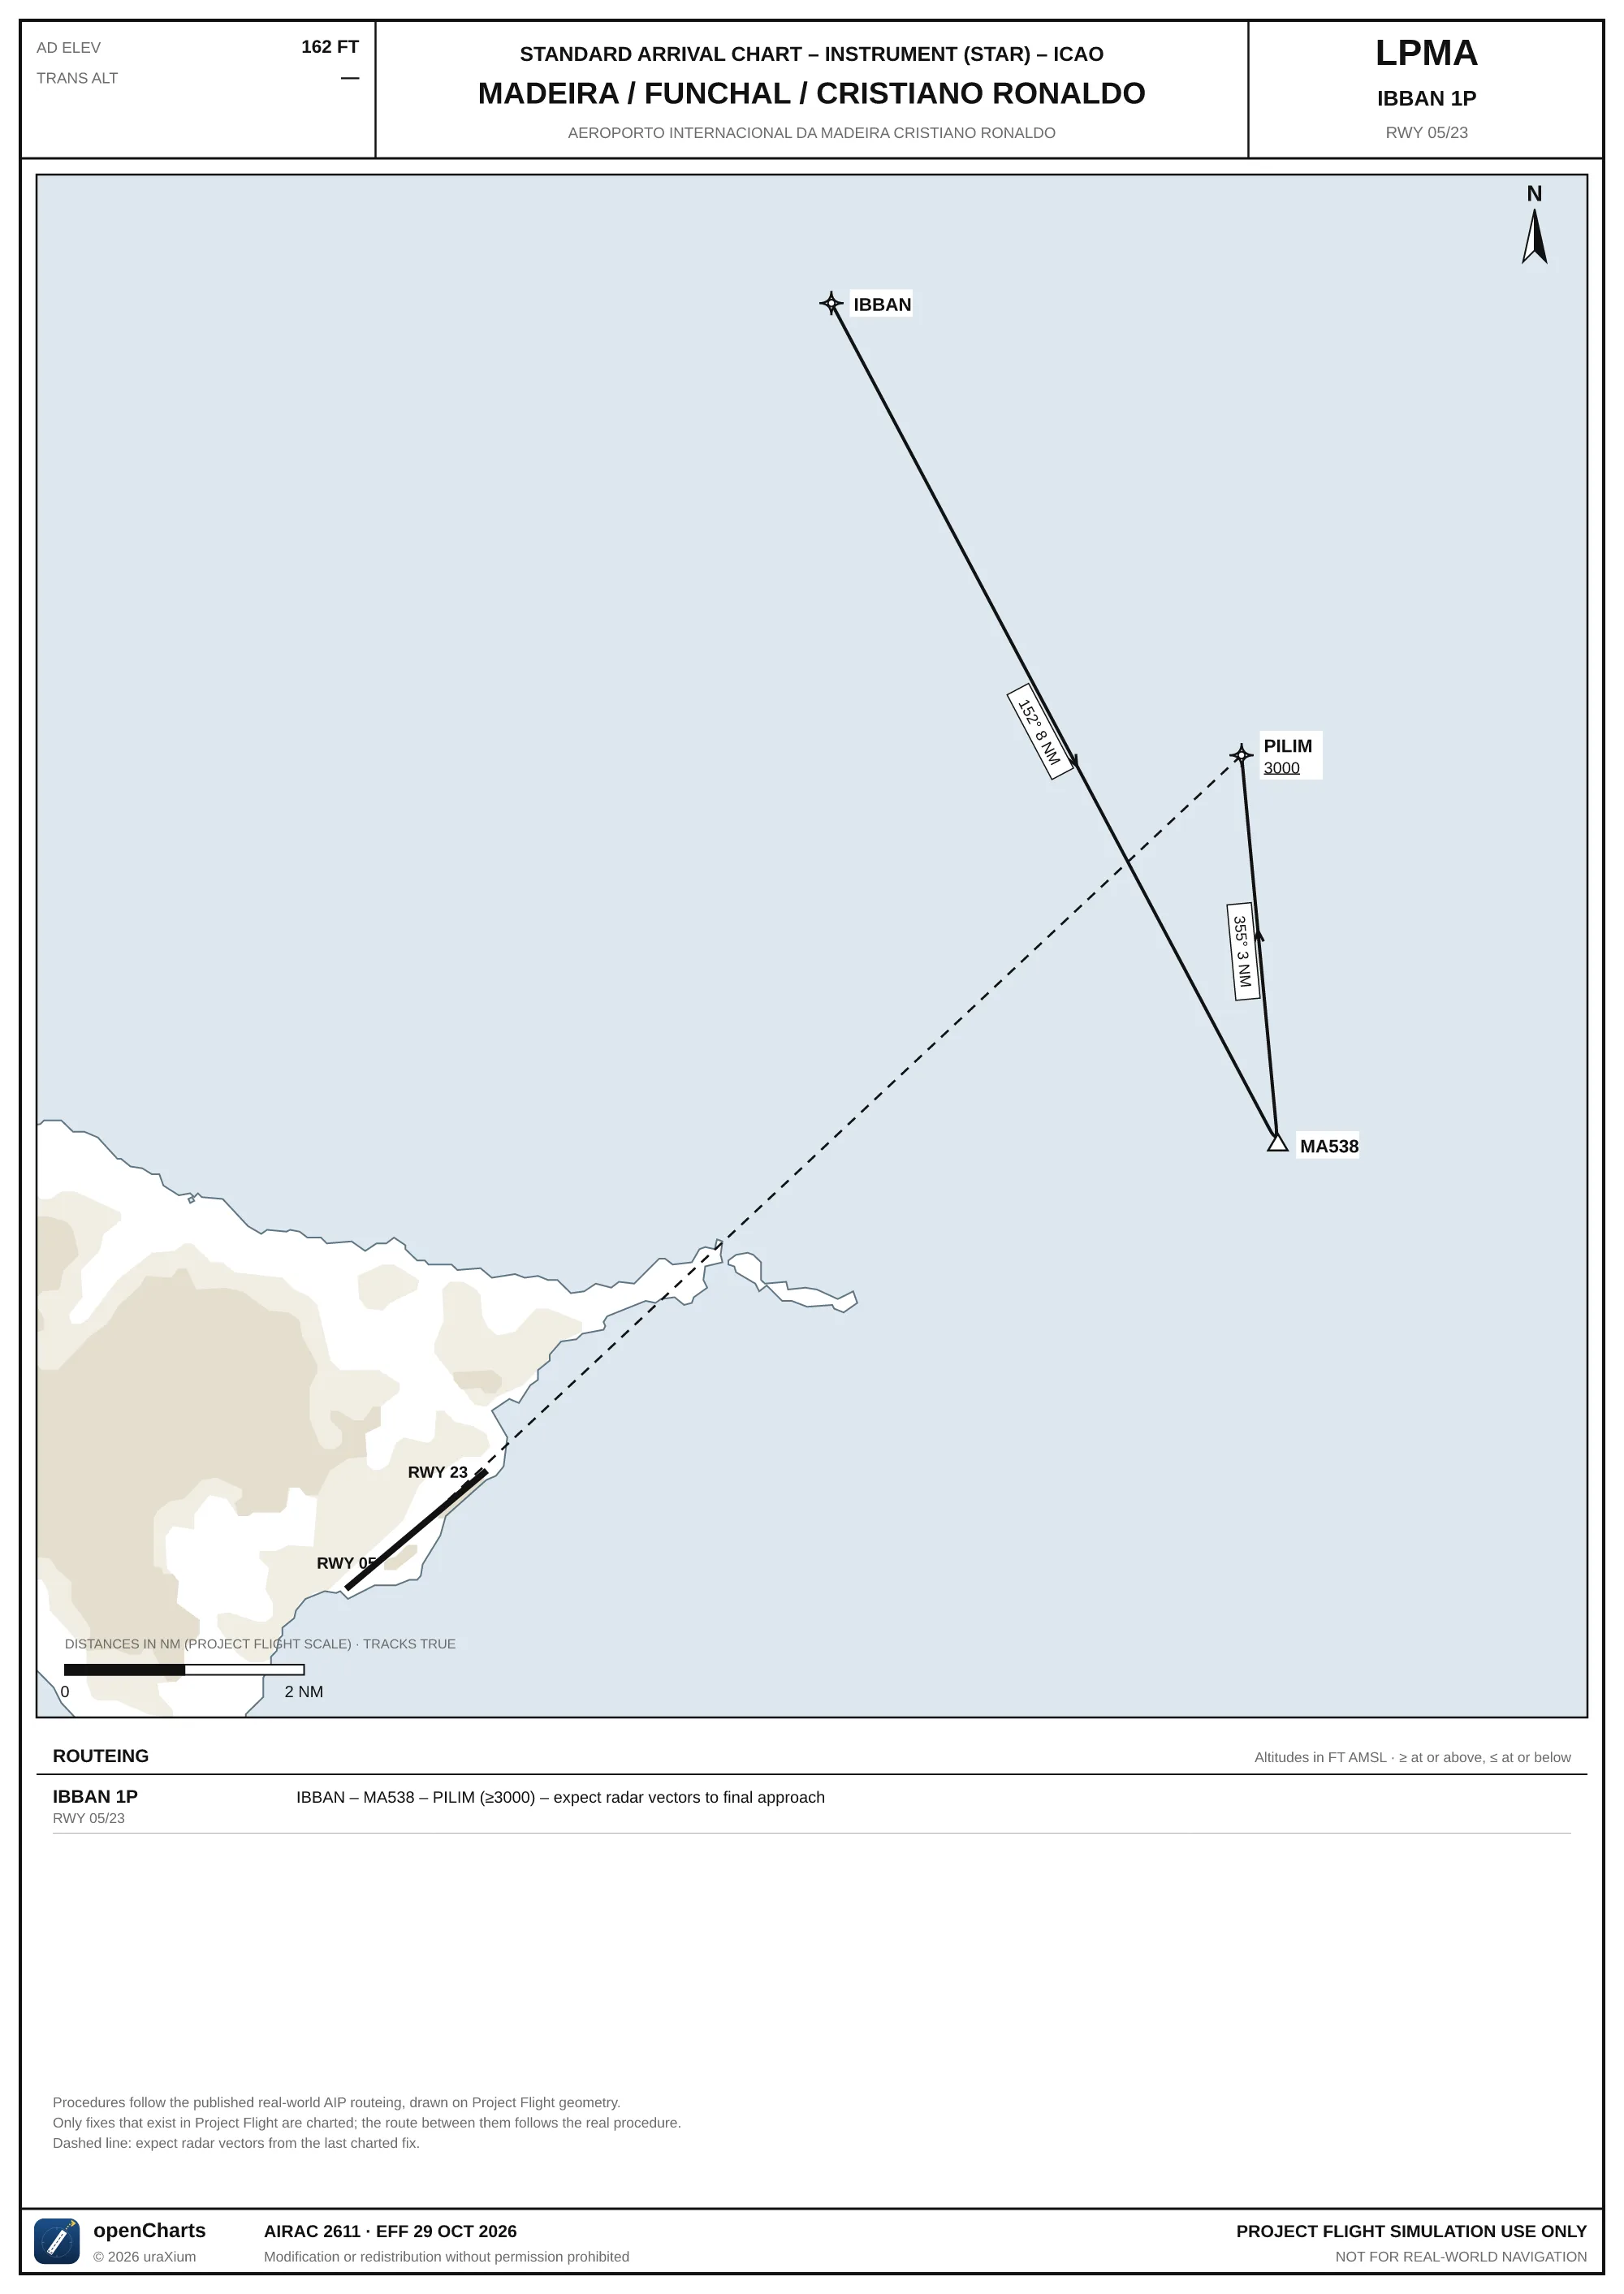 AD ELEV 162 FT
TRANS ALT —
STANDARD ARRIVAL CHART – INSTRUMENT (STAR) – ICAO
MADEIRA / FUNCHAL / CRISTIANO RONALDO
AEROPORTO INTERNACIONAL DA MADEIRA CRISTIANO RONALDO
LPMA
IBBAN 1P
RWY 05/23
N
IBBAN
152° 8 NM
PILIM
3000
355° 3 NM
MA538
RWY 23
RWY 05
DISTANCES IN NM (PROJECT FLIGHT SCALE) · TRACKS TRUE
0 2 NM
ROUTEING
Altitudes in FT AMSL · ≥ at or above, ≤ at or below
IBBAN 1P
IBBAN – MA538 – PILIM (≥3000) – expect radar vectors to final approach
RWY 05/23
Procedures follow the published real-world AIP routeing, drawn on Project Flight geometry.
Only fixes that exist in Project Flight are charted; the route between them follows the real procedure.
Dashed line: expect radar vectors from the last charted fix.
openCharts
© 2026 uraXium
AIRAC 2611 · EFF 29 OCT 2026
Modification or redistribution without permission prohibited
PROJECT FLIGHT SIMULATION USE ONLY
NOT FOR REAL-WORLD NAVIGATION